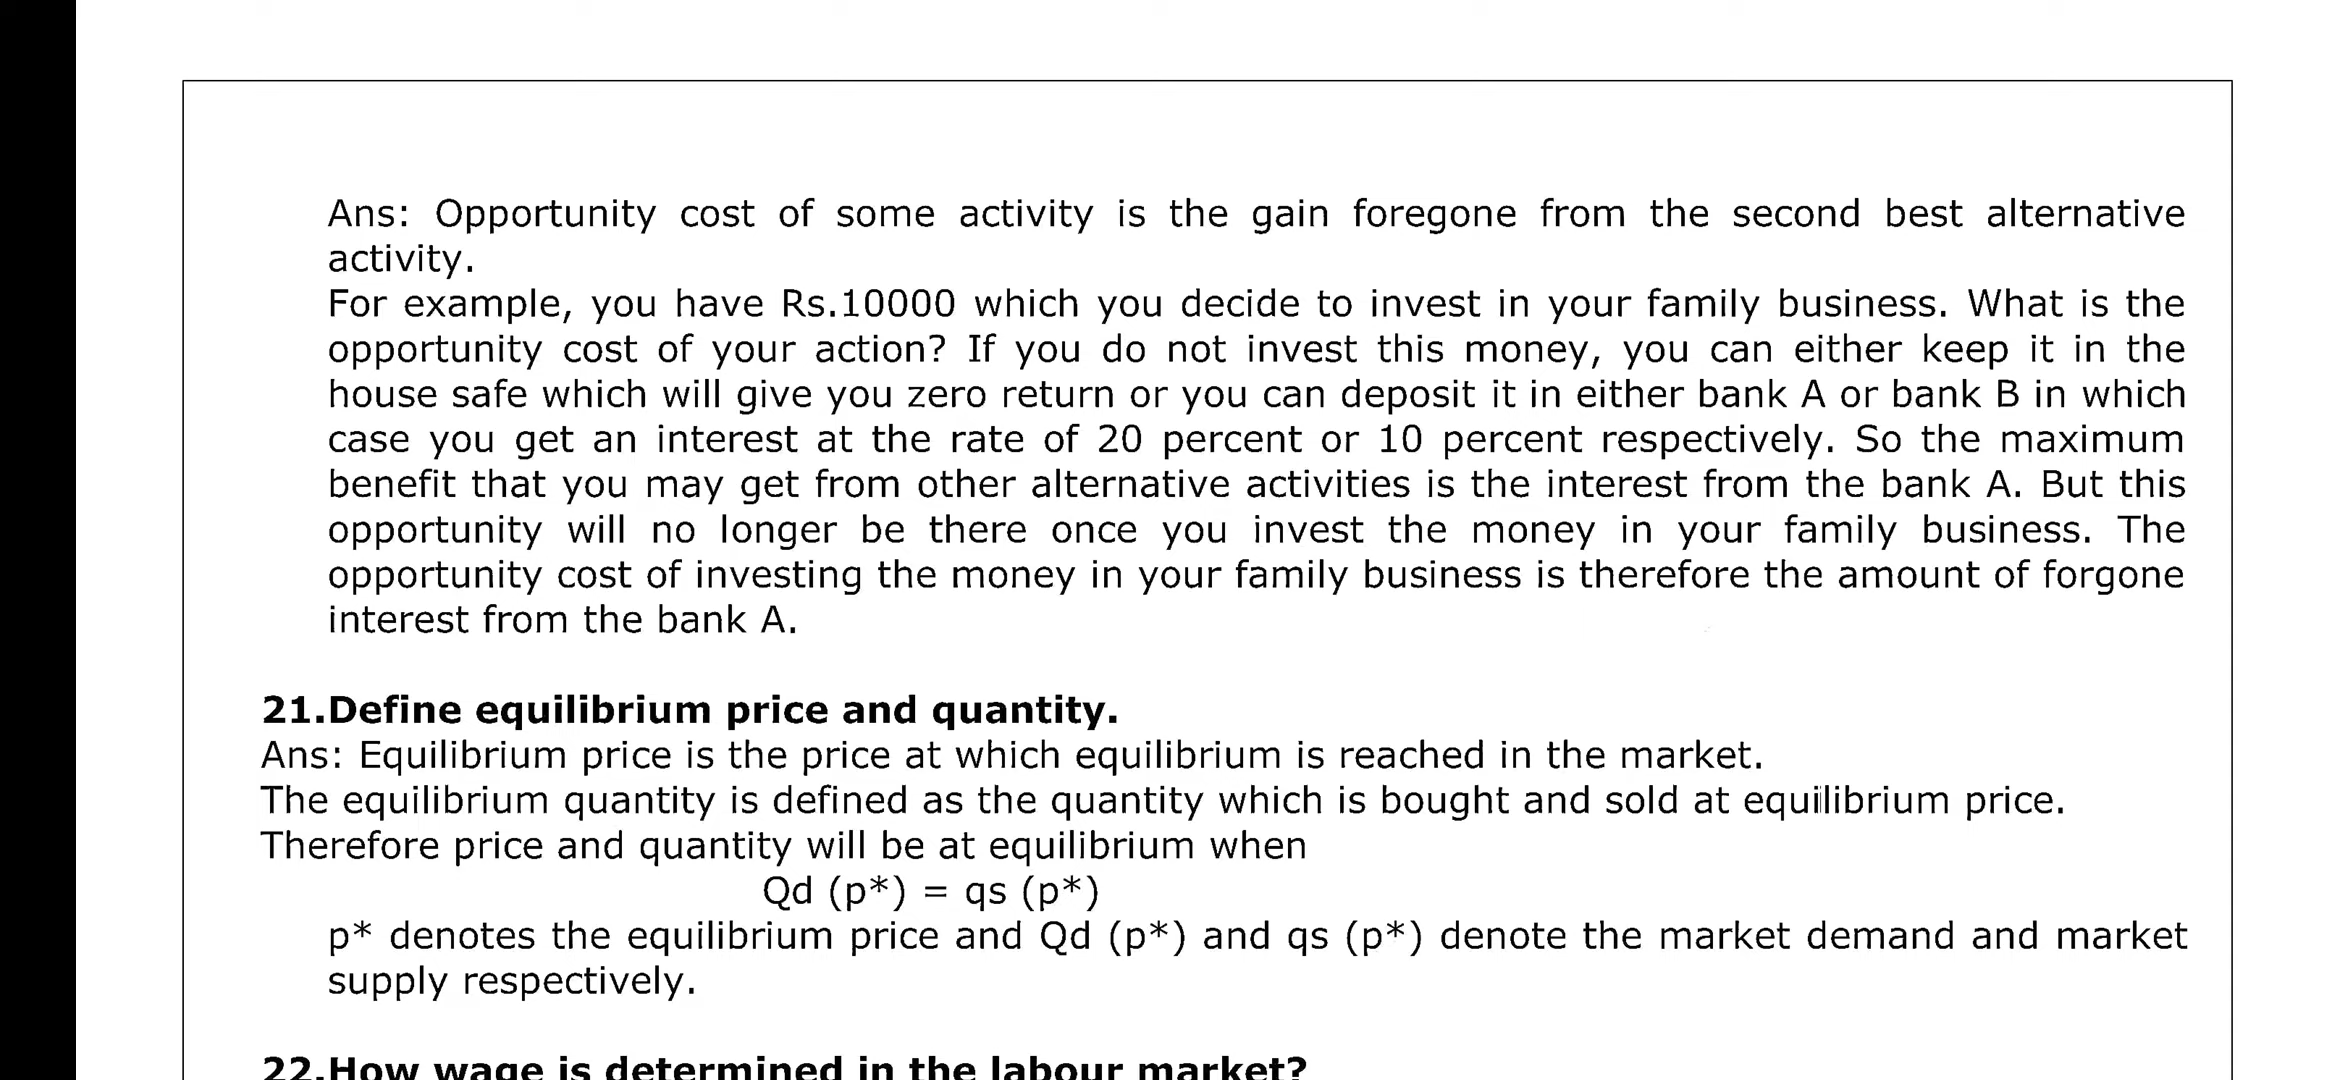 Ans: Opportunity cost of some activity is the gain foregone from the second best alternative
activity.
For example, you have Rs.10000 which you decide to invest in your family business. What is the
opportunity cost of your action? If you do not invest this money, you can either keep it in the
house safe which will give you zero return or you can deposit it in either bank A or bank B in which
case you get an interest at the rate of 20 percent or 10 percent respectively. So the maximum
benefit that you may get from other alternative activities is the interest from the bank A. But this
opportunity will no longer be there once you invest the money in your family business. The
opportunity cost of investing the money in your family business is therefore the amount of forgone
interest from the bank A.
21.Define equilibrium price and quantity.
Ans: Equilibrium price is the price at which equilibrium is reached in the market.
The equilibrium quantity is defined as the quantity which is bought and sold at equilibrium price.
Therefore price and quantity will be at equilibrium when
Qd (p*) = qs (p*)
p* denotes the equilibrium price and Qd (p*) and qs (p*) denote the market demand and market
supply respectively.
22.How wage is determined in the labour market?